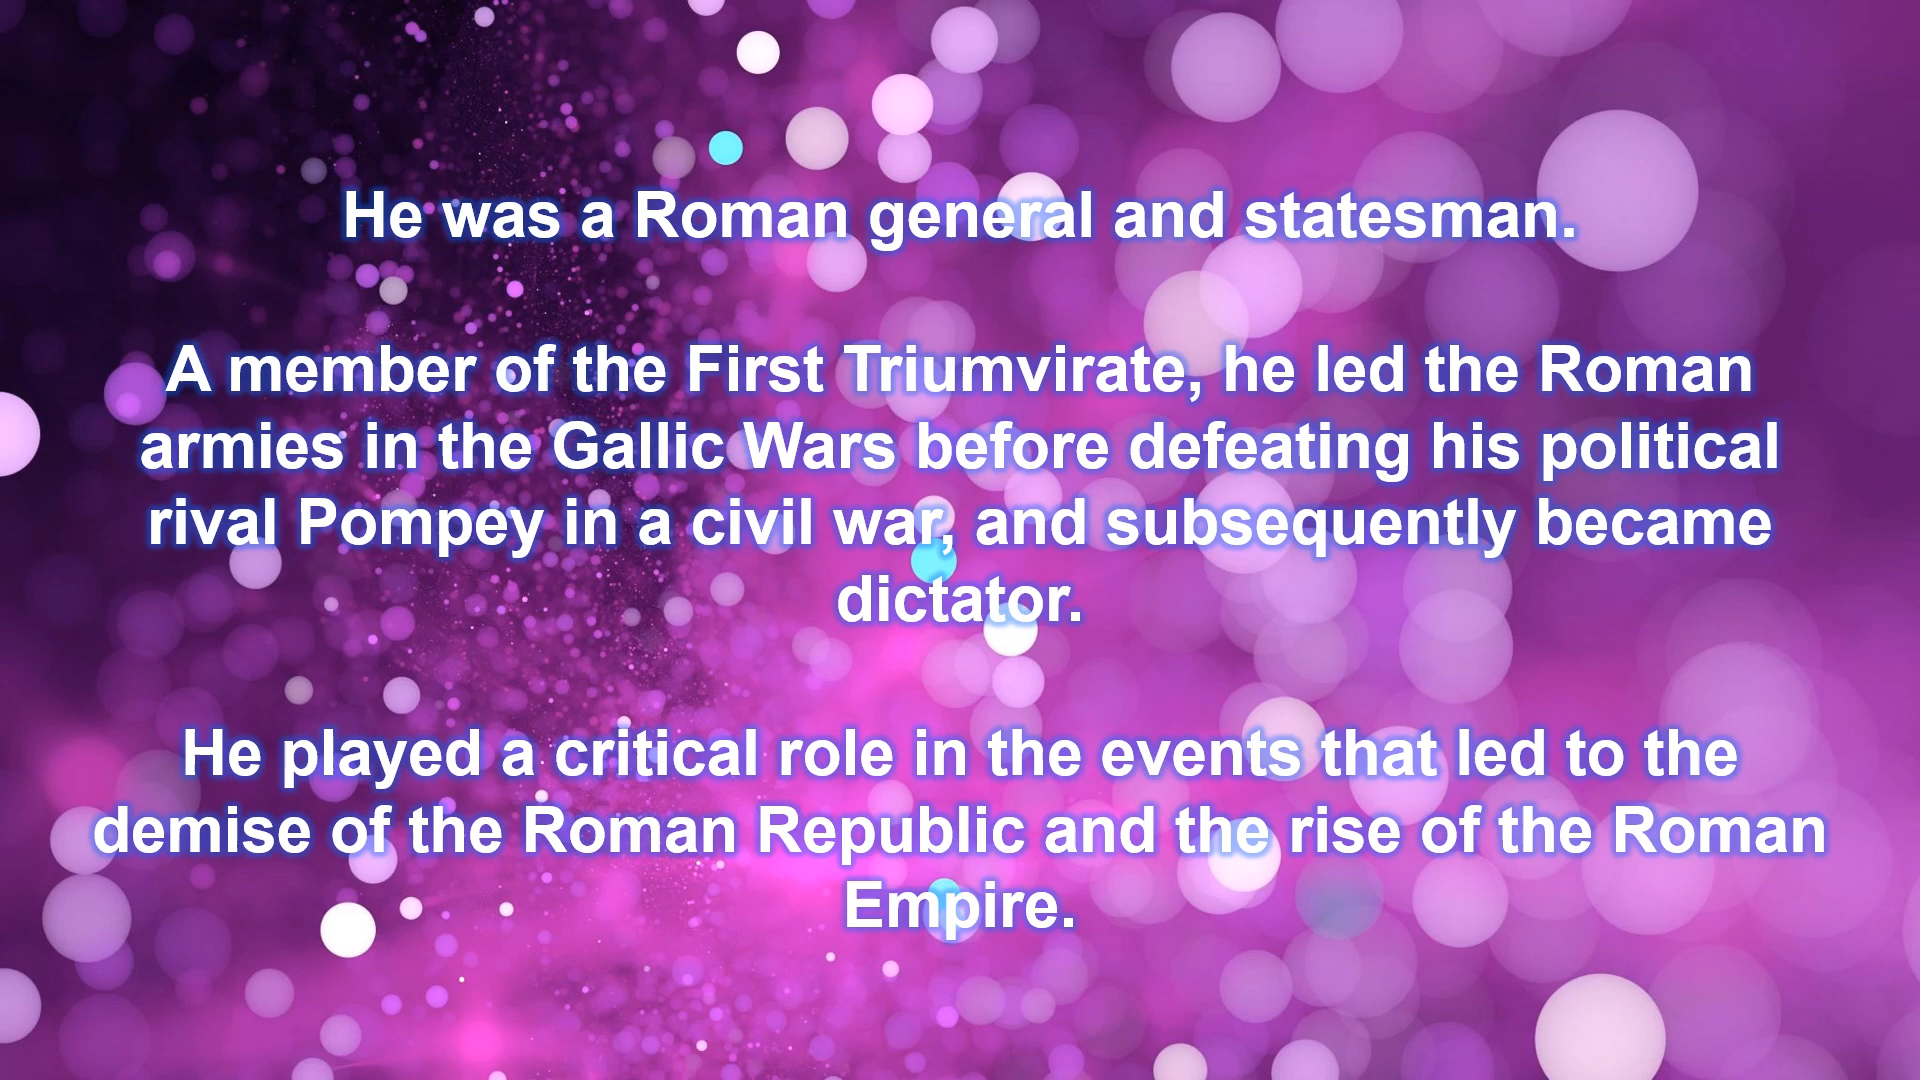 He was a Roman general and statesman.
A member of the First Triumvirate, he led the Roman
armies in the Gallic Wars before defeating his political
rival Pompey in a civil war, and subsequently became
dictator.
He played a critical role in the events that led to the
demise of the Roman Republic and the rise of the Roman
Empire.